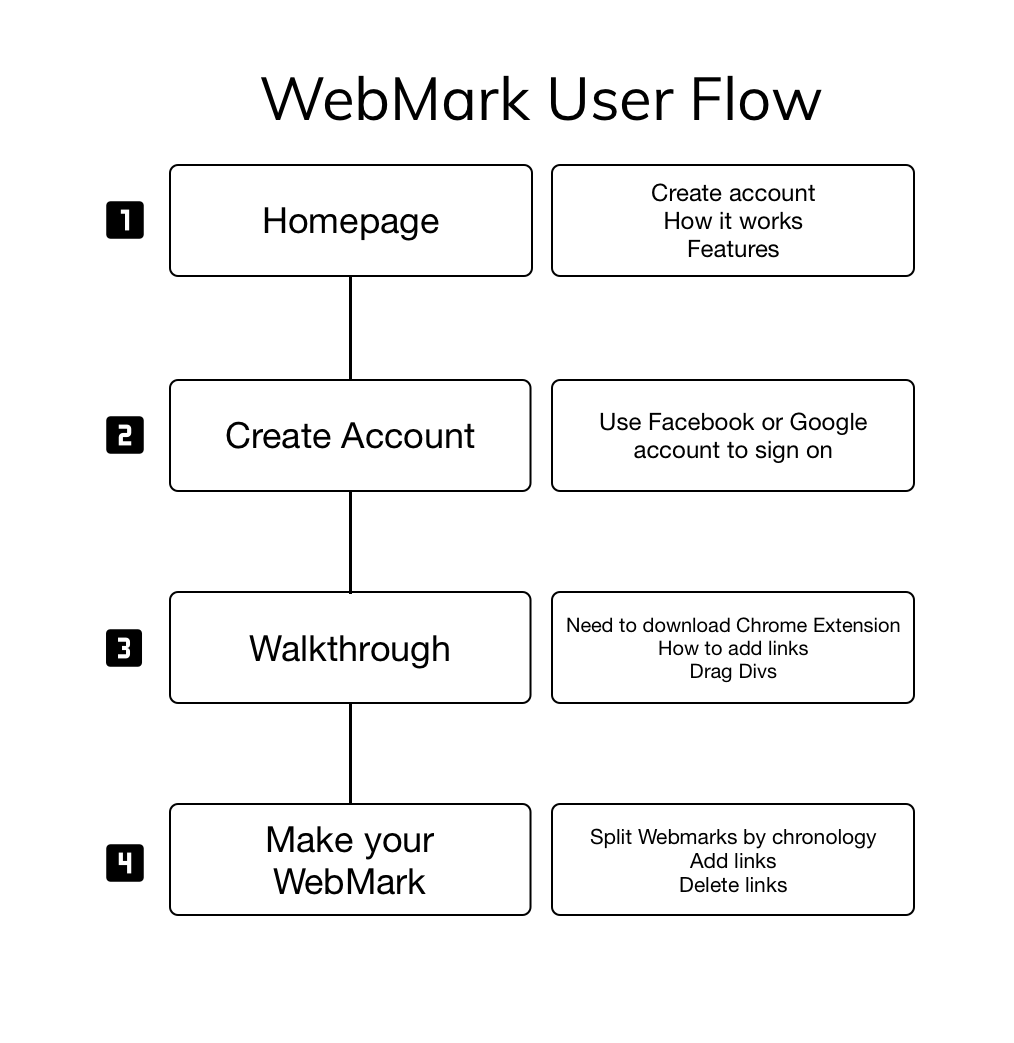 WebMark User Flow
1
Homepage
Create account
How it works
Features
2
Create Account
Use Facebook or Google
account to sign on
3
Walkthrough
Need to download Chrome Extension
How to add links
Drag Divs
4
Make your
WebMark
Split Webmarks by chronology
Add links
Delete links